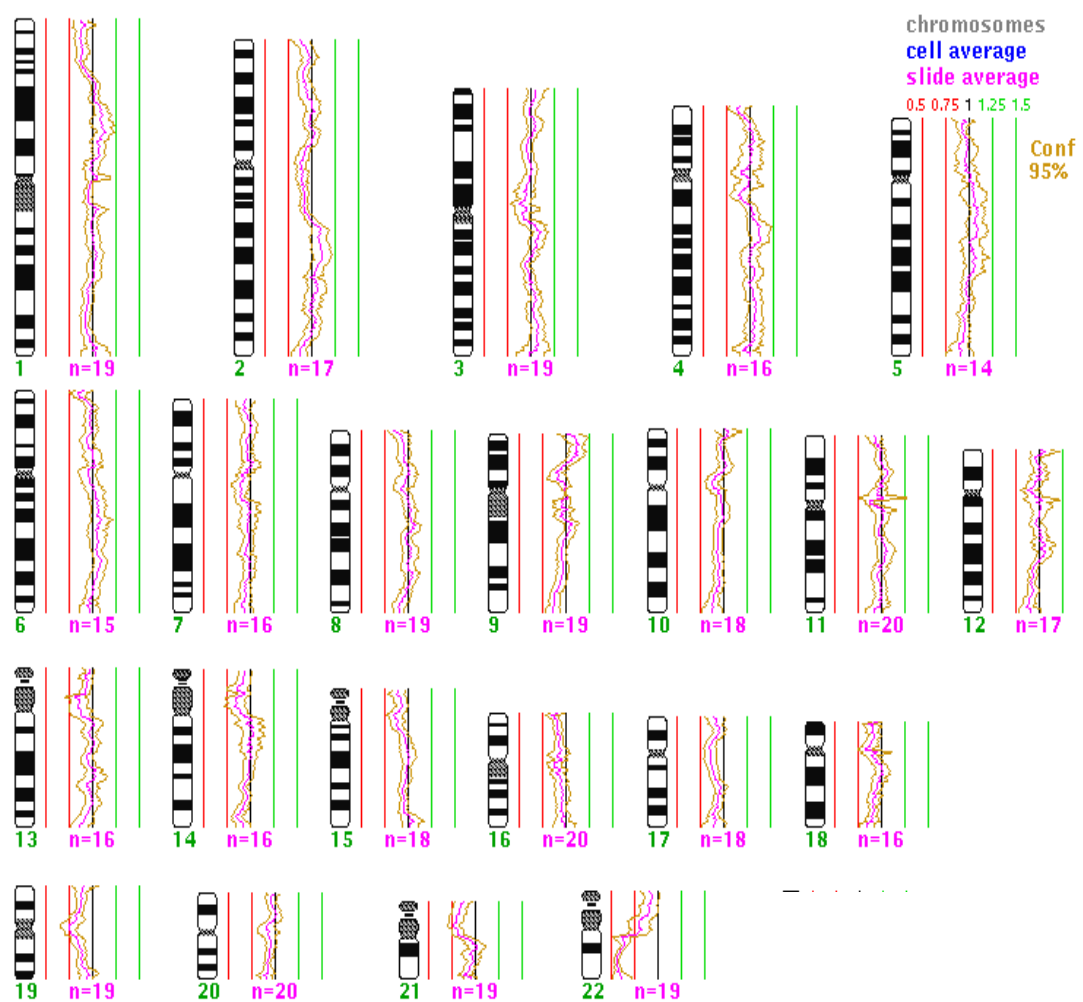 chromosomes
cell average
slide average
0.5 0.75 1 1.25 1.5
Conf
95%
1 n=19
2 n=17
3 n=19
4 n=16
5 n=14
6 n=15
7 n=16
8 n=19
9 n=19
10 n=18
11 n=20
12 n=17
13 n=16
14 n=16
15 n=18
16 n=20
17 n=18
18 n=16
19 n=19
20 n=20
21 n=19
22 n=19